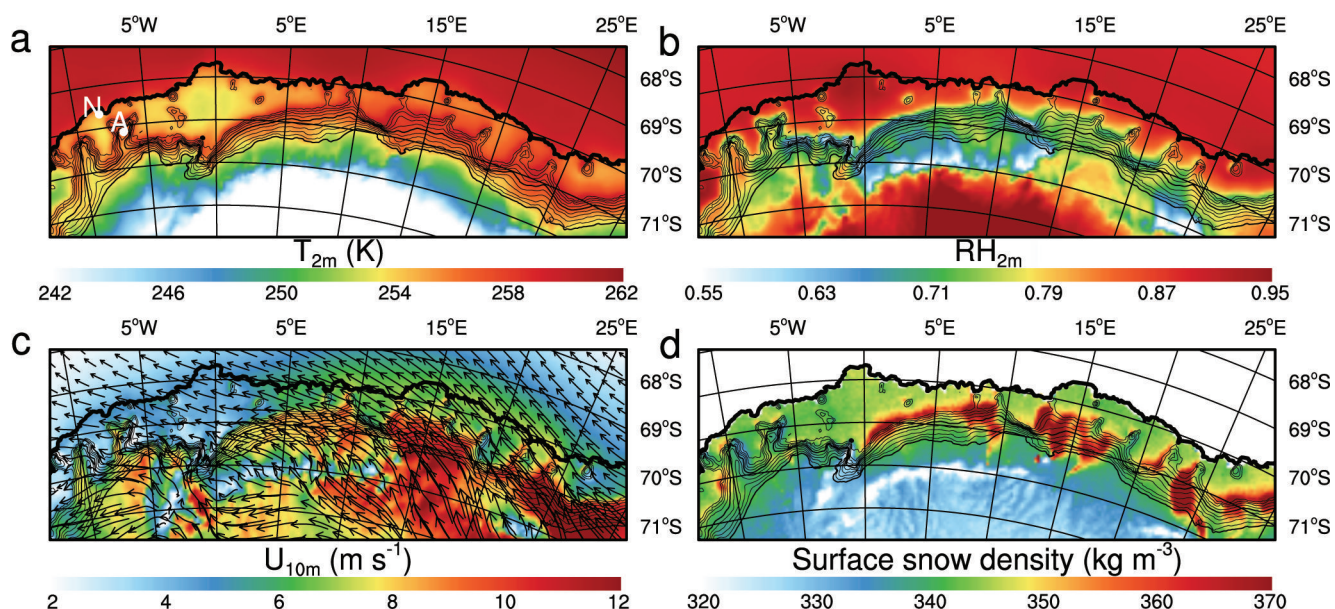 5°W 5°E 15°E 25°E
5°W 5°E 15°E 25°E
a
b
N
A
68°S
69°S
70°S
71°S
68°S
69°S
70°S
71°S
T2m (K)
RH2m
242 246 250 254 258 262
0.55 0.63 0.71 0.79 0.87 0.95
5°W 5°E 15°E 25°E
5°W 5°E 15°E 25°E
c
d
68°S
69°S
70°S
71°S
68°S
69°S
70°S
71°S
U10m (m s-1)
Surface snow density (kg m-3)
2 4 6 8 10 12
320 330 340 350 360 370